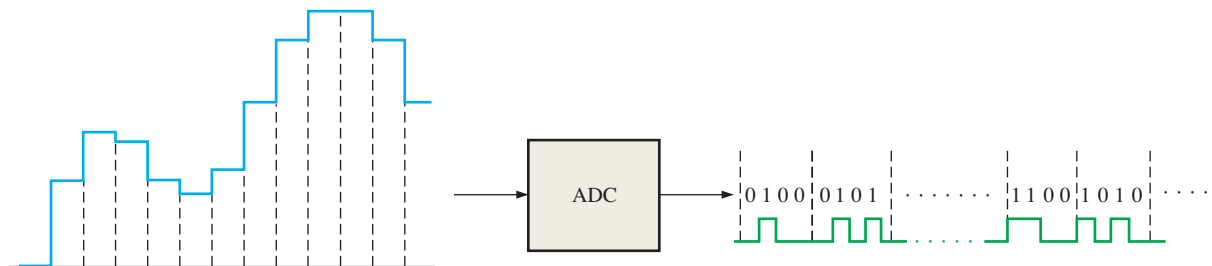 ADC
0 1 0 0 0 1 0 1 . . . . . . . 1 1 0 0 1 0 1 0 . . . .